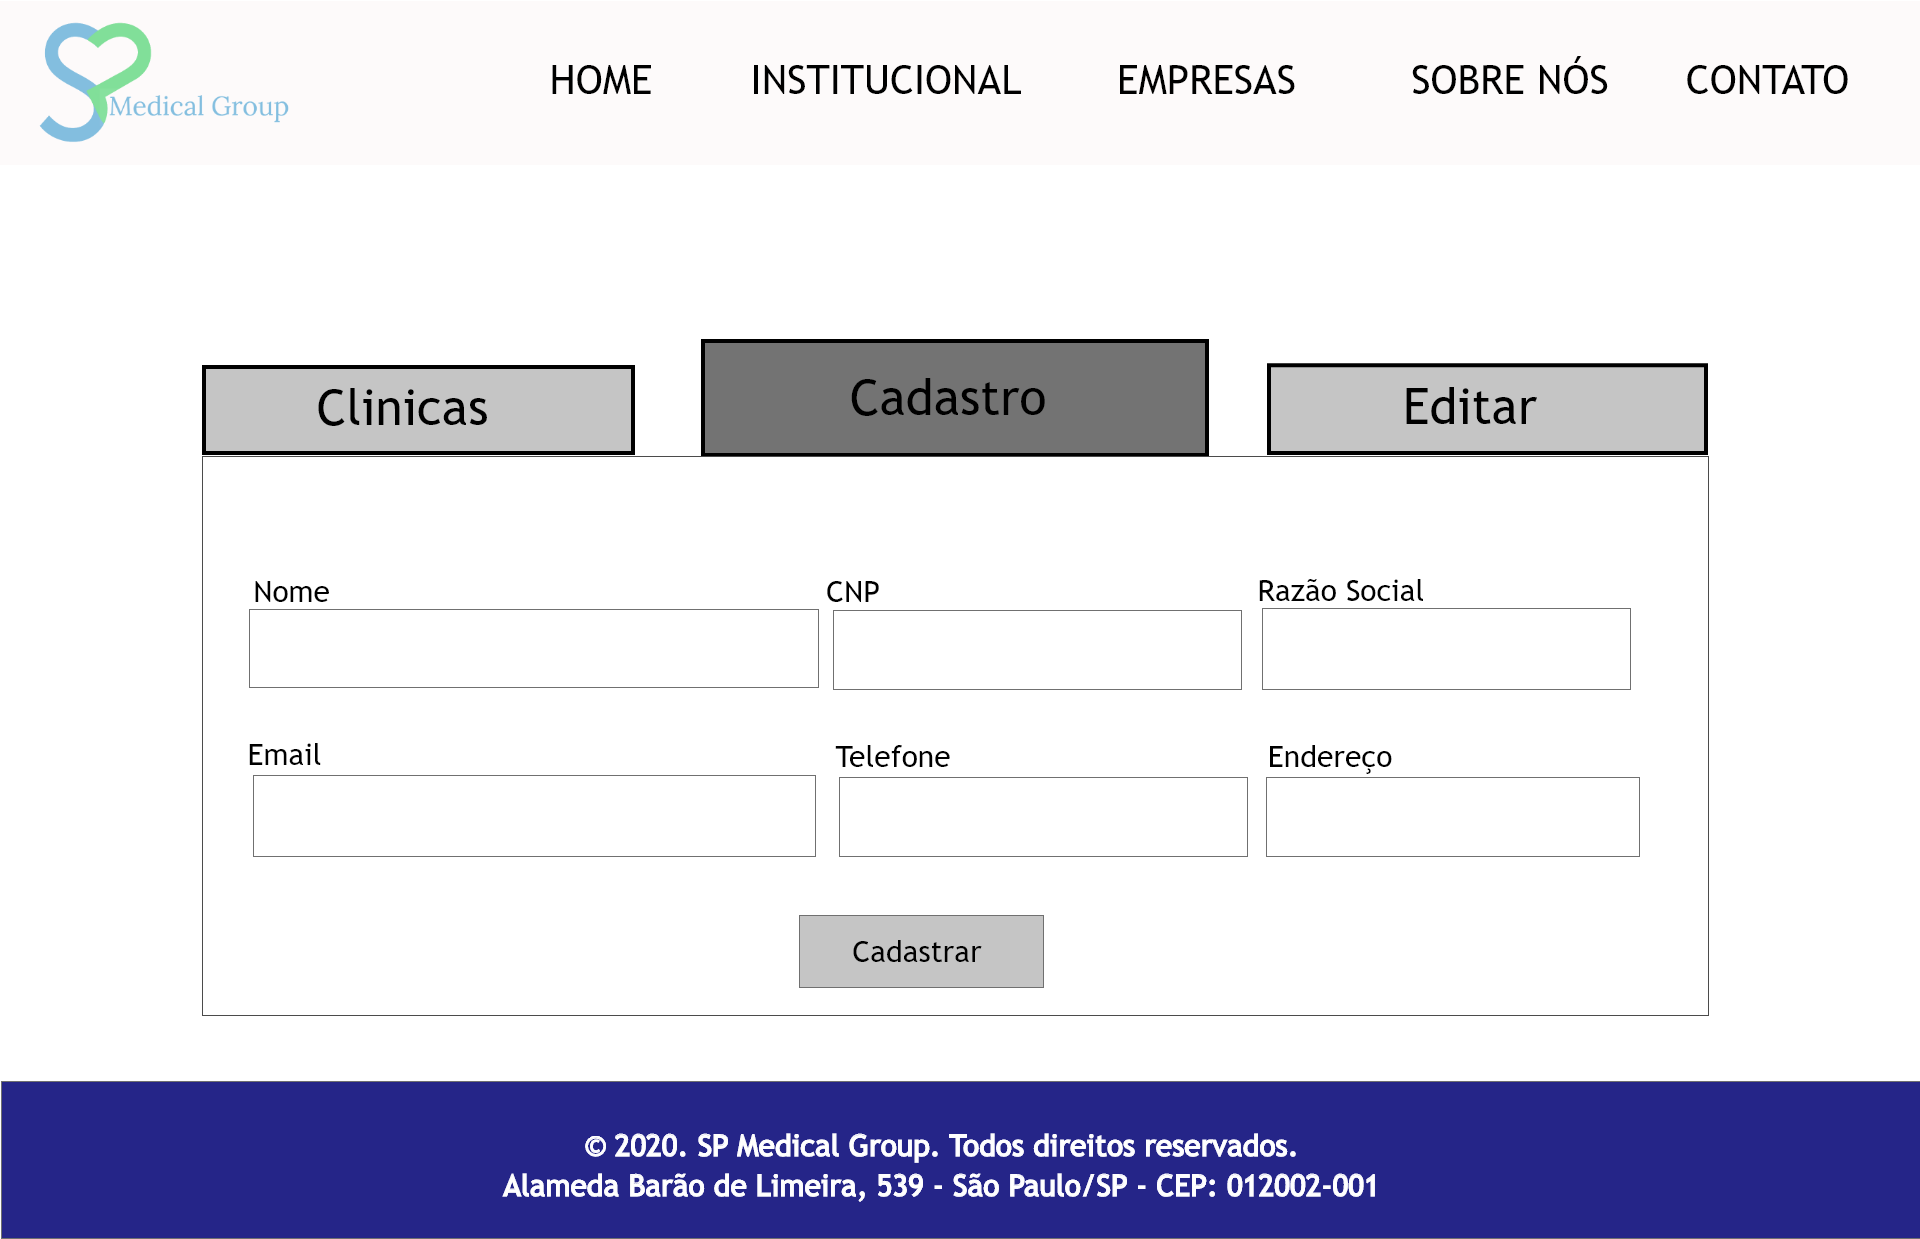 Medical Group
HOME INSTITUCIONAL EMPRESAS SOBRE NÓS CONTATO
Clinicas Cadastro Editar
Nome CNP Razão Social
Email Telefone Endereço
Cadastrar
© 2020. SP Medical Group. Todos direitos reservados.
Alameda Barão de Limeira, 539 - São Paulo/SP - CEP: 012002-001